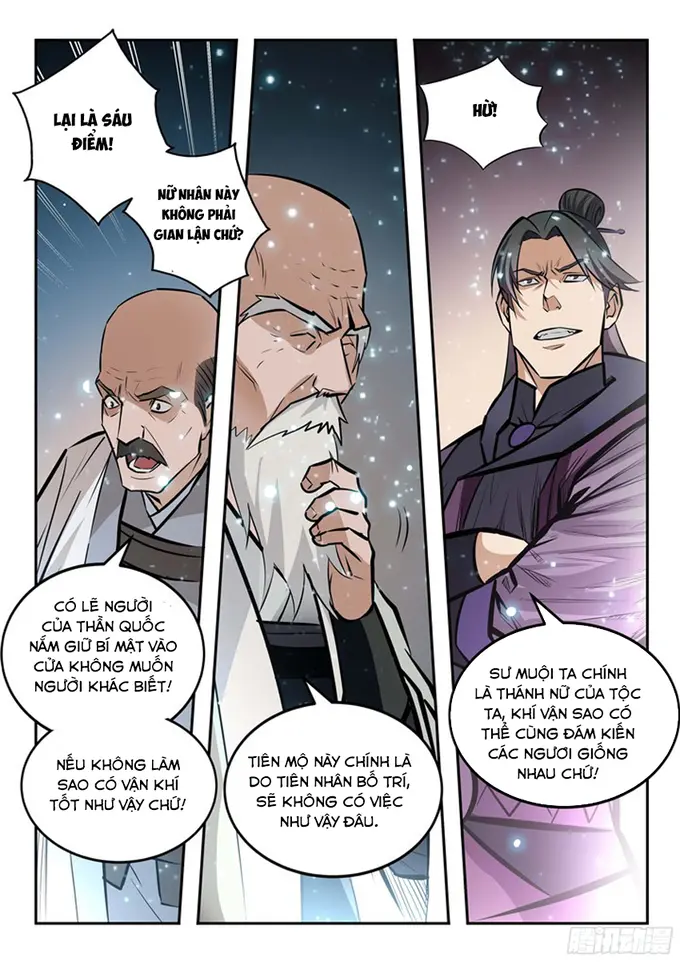 LẠI LÀ SÁU
ĐIỂM!
NỮ NHÂN NÀY
KHÔNG PHẢI
GIAN LẬN CHỨ?
CÓ LẼ NGƯỜI
CỦA THẦN QUỐC
NẮM GIỮ BÍ MẬT VÀO
CỬA KHÔNG MUỐN
NGƯỜI KHÁC BIẾT!
NẾU KHÔNG LÀM
SAO CÓ VẬN KHÍ
TỐT NHƯ VẬY CHỨ!
TIÊN MỘ NÀY CHÍNH LÀ
DO TIÊN NHÂN BỐ TRÍ,
SẼ KHÔNG CÓ VIỆC
NHƯ VẬY ĐÂU.
HỪ!
SƯ MUỘI TA CHÍNH
LÀ THÁNH NỮ CỦA TỘC
TA, KHÍ VẬN SAO CÓ
THỂ CÙNG ĐÁM KIẾN
CÁC NGƯƠI GIỐNG
NHAU CHỨ!
腾讯动漫